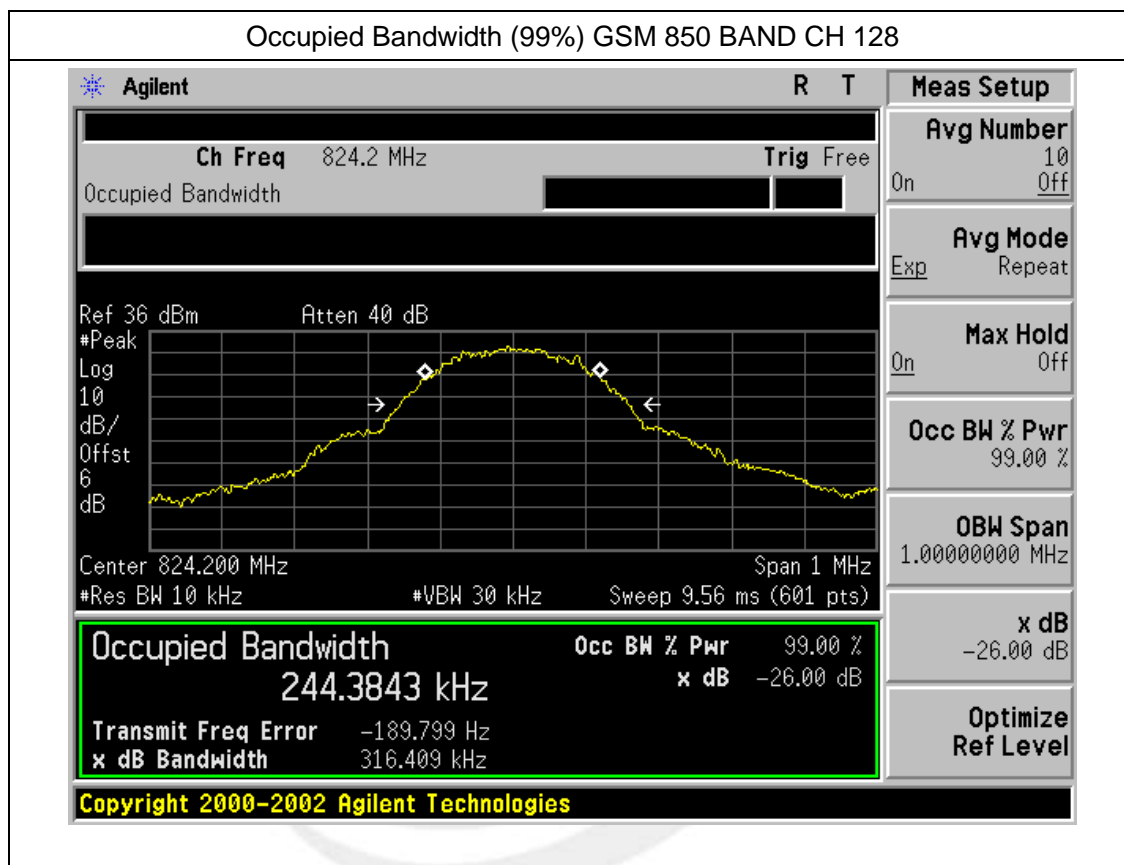 Occupied Bandwidth (99%) GSM 850 BAND CH 128
Agilent R T
Ch Freq 824.2 MHz Trig Free
Occupied Bandwidth
Ref 36 dBm Atten 40 dB
#Peak
Log
10
dB/
Offst
6
dB
Center 824.200 MHz Span 1 MHz
#Res BW 10 kHz #VBW 30 kHz Sweep 9.56 ms (601 pts)
Occupied Bandwidth Occ BW % Pwr 99.00 %
244.3843 kHz x dB -26.00 dB
Transmit Freq Error -189.799 Hz
x dB Bandwidth 316.409 kHz
Copyright 2000-2002 Agilent Technologies
Meas Setup
Avg Number
10
On Off
Avg Mode
Exp Repeat
Max Hold
On Off
Occ BW % Pwr
99.00 %
OBW Span
1.00000000 MHz
x dB
-26.00 dB
Optimize
Ref Level